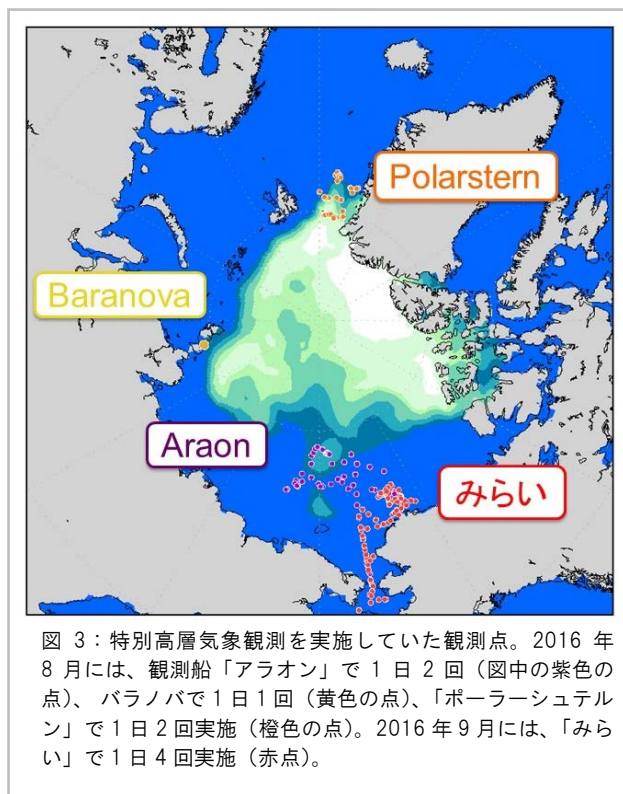 Polarstern
Baranova
Araon
みらい
図 3：特別高層気象観測を実施していた観測点。2016 年
8 月には、観測船「アラオン」で 1 日 2 回（図中の紫色の
点）、 バラノバで 1 日 1 回（黄色の点）、「ポーラーシュテル
ン」で 1 日 2 回実施（橙色の点）。2016 年 9 月には、「みら
い」で 1 日 4 回実施（赤点）。